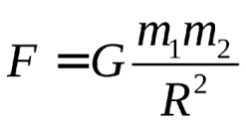 F = G m₁m₂ / R²